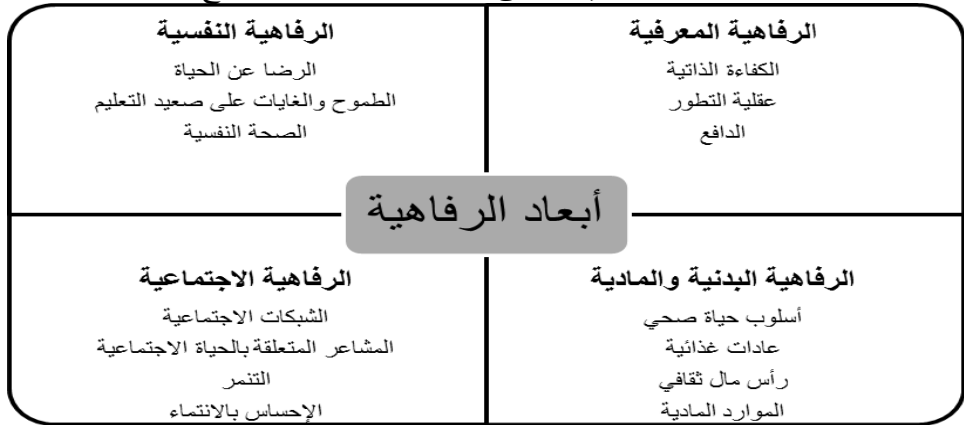 الرفاهية المعرفية
الكفاءة الذاتية
عقلية التطور
الدافع
الرفاهية النفسية
الرضا عن الحياة
الطموح والغايات على صعيد التعليم
الصحة النفسية
أبعاد الرفاهية
الرفاهية البدنية والمادية
أسلوب حياة صحي
عادات غذائية
رأس مال ثقافي
الموارد المادية
الرفاهية الاجتماعية
الشبكات الاجتماعية
المشاعر المتعلقة بالحياة الاجتماعية
التنمر
الإحساس بالانتماء